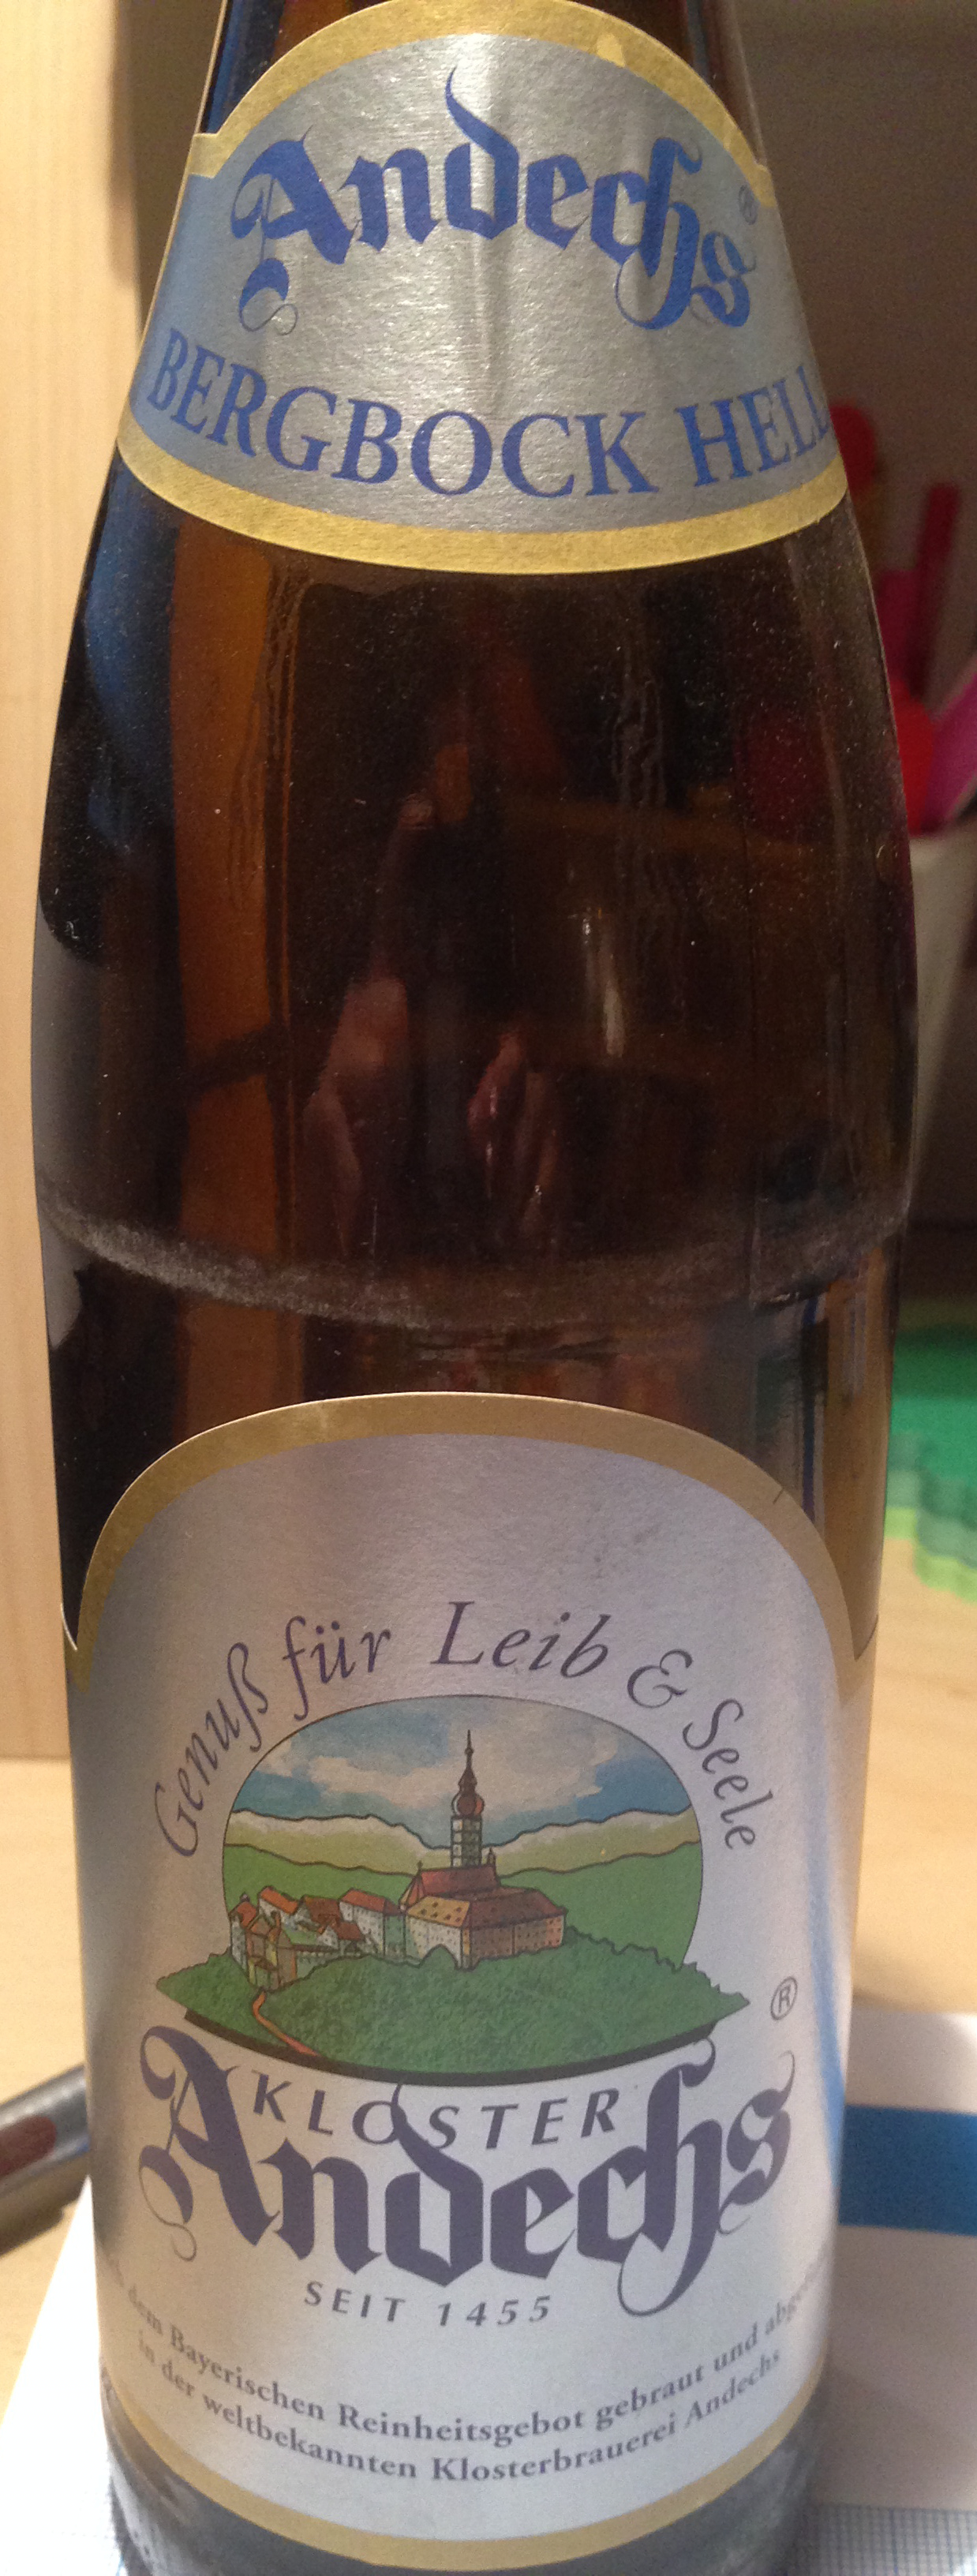 Andechs®
BERGBOCK HELL
Genuß für Leib & Seele
®
KLOSTER
Andechs
SEIT 1455
dem Bayerischen Reinheitsgebot gebraut und
in der weltbekannten Klosterbrauerei Andechs